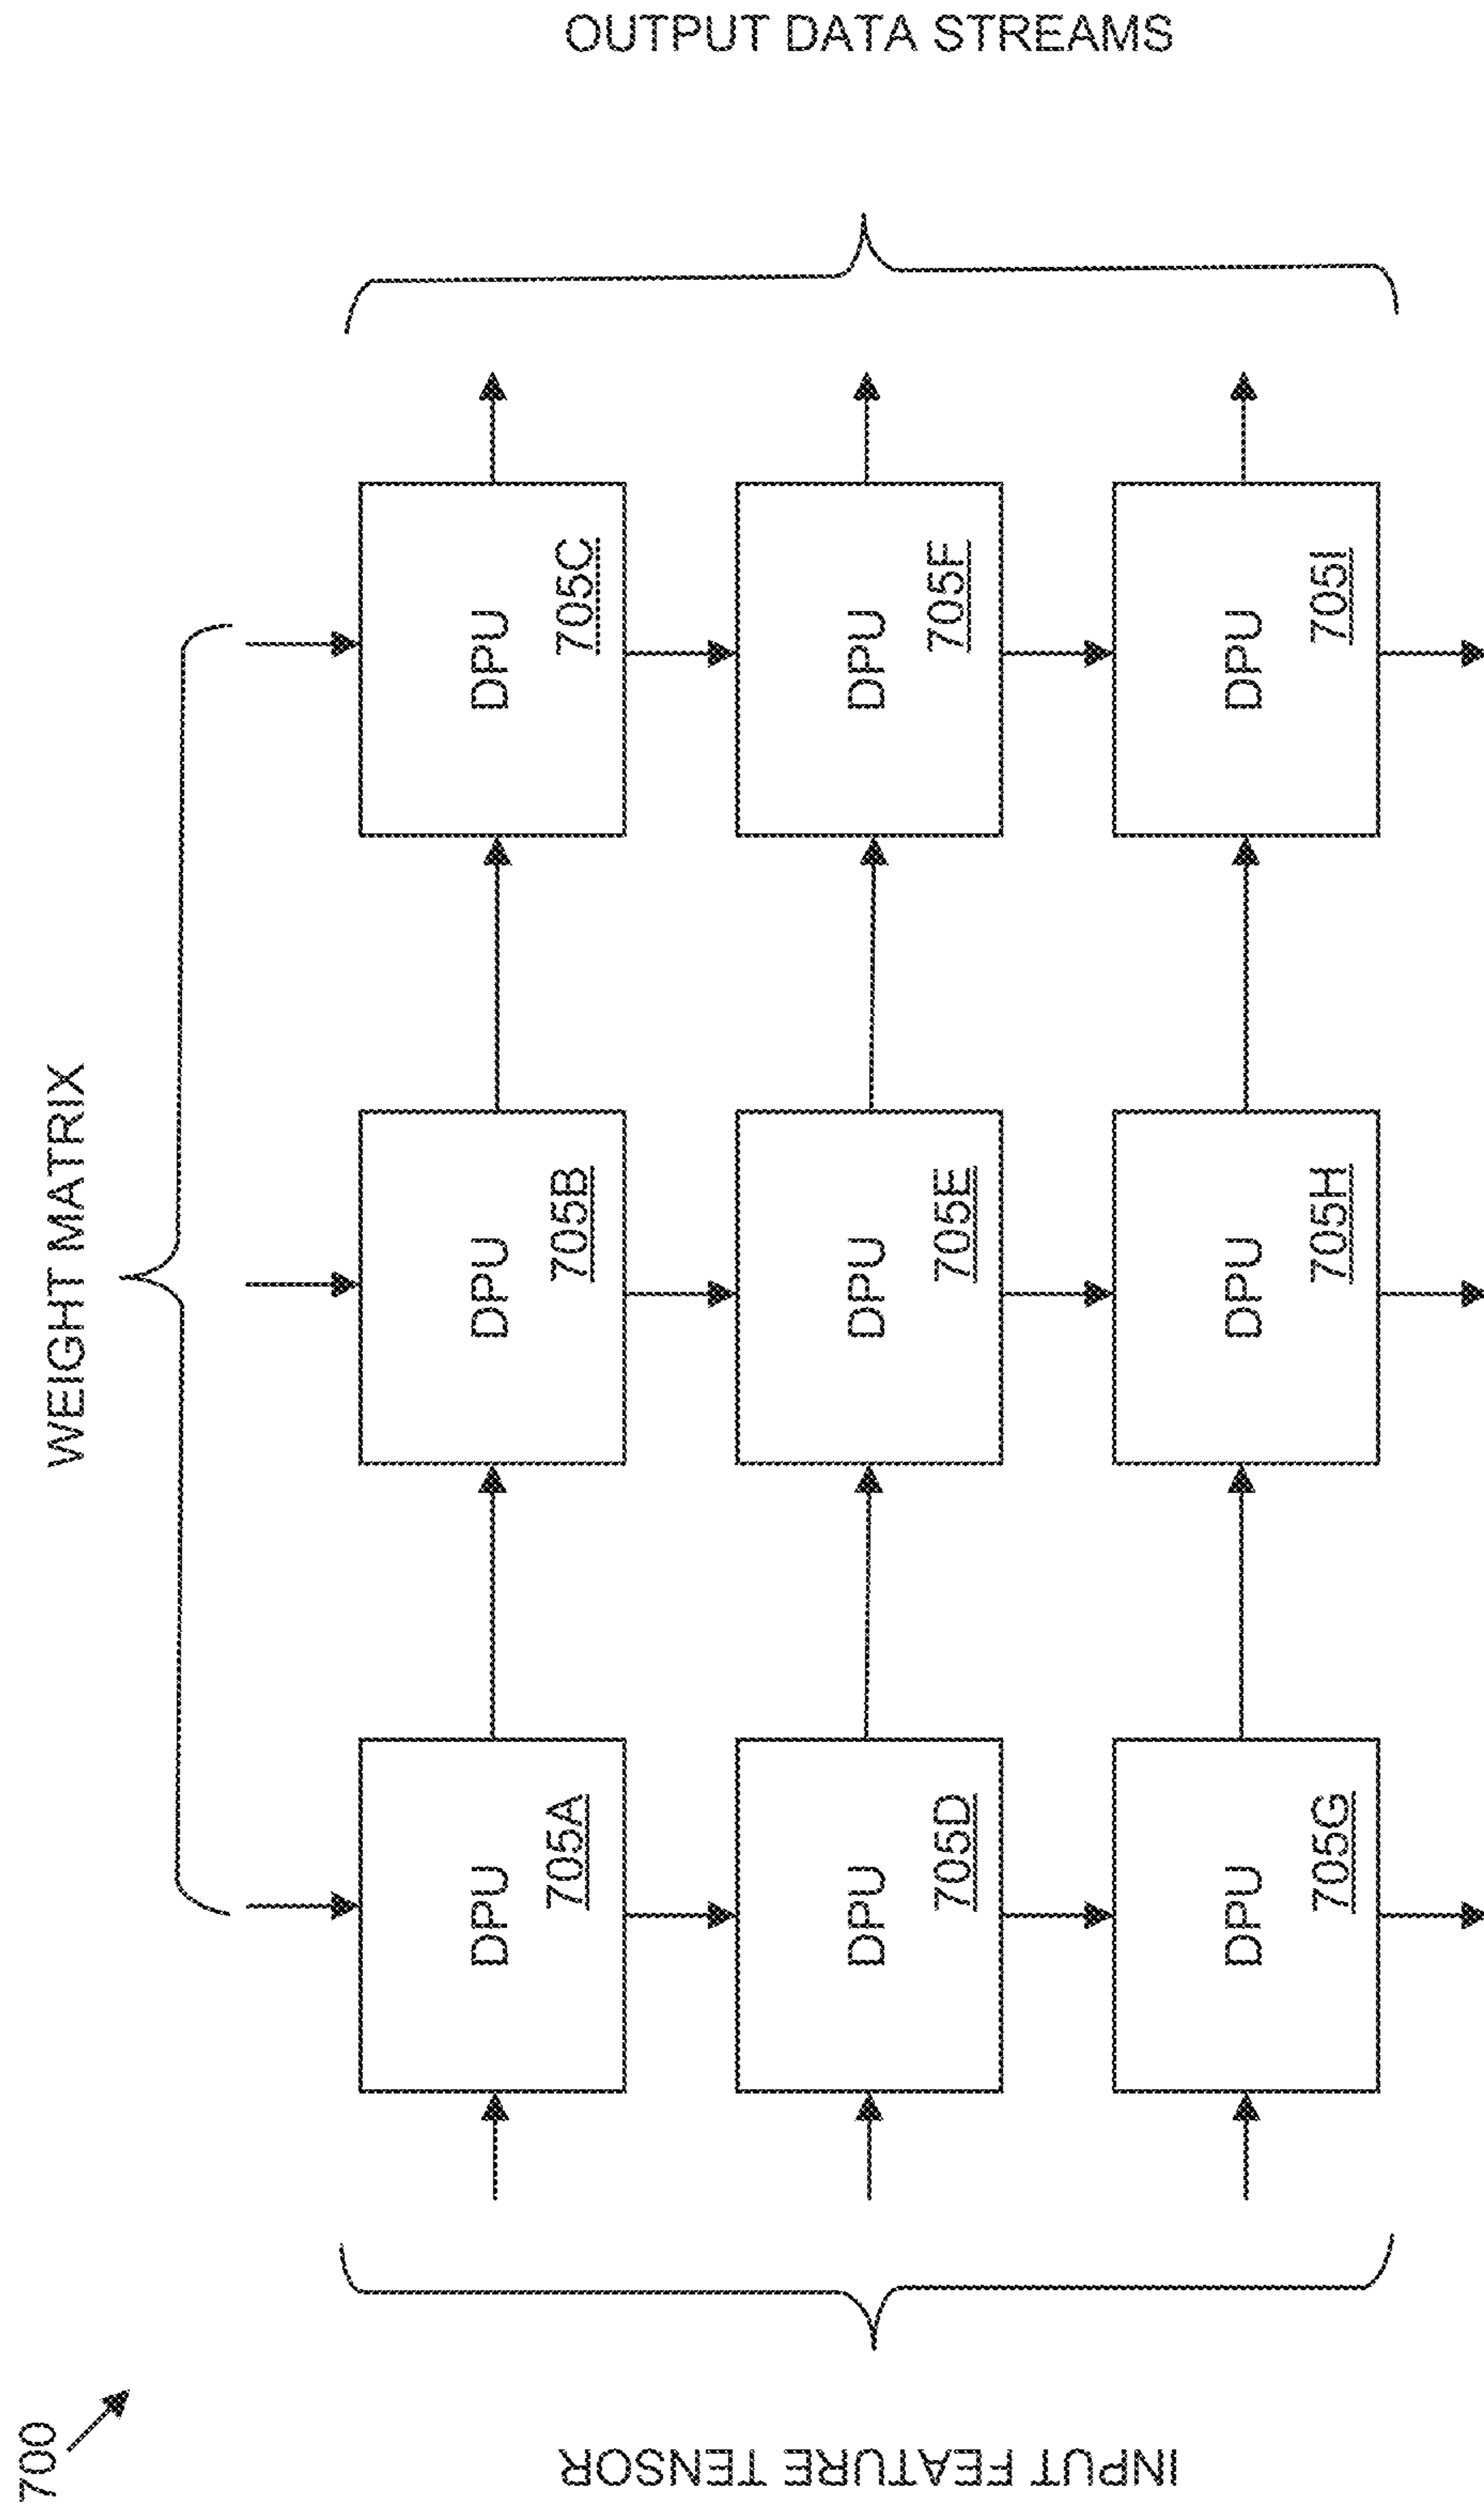 700
WEIGHT MATRIX
INPUT FEATURE TENSOR
DPU
705A
DPU
705B
DPU
705C
DPU
705D
DPU
705E
DPU
705F
DPU
705G
DPU
705H
DPU
705I
OUTPUT DATA STREAMS